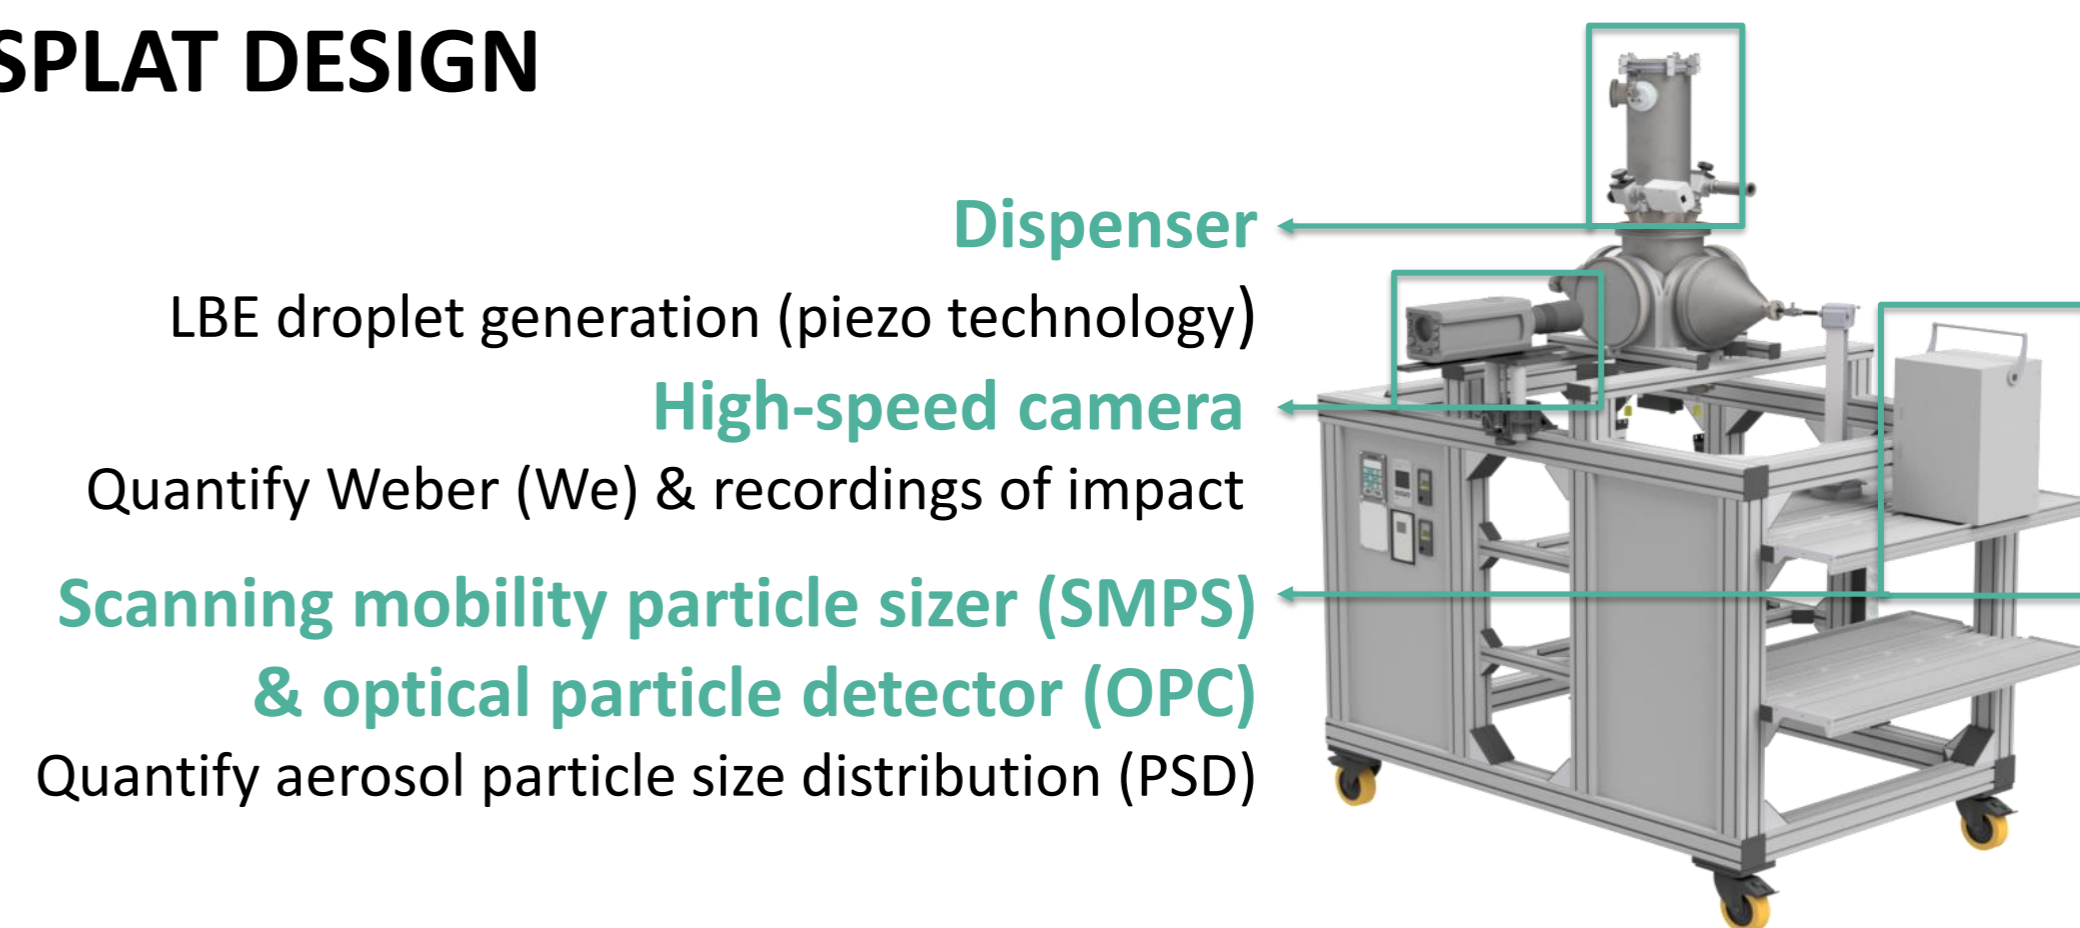 SPLAT DESIGN
Dispenser
LBE droplet generation (piezo technology)
High-speed camera
Quantify Weber (We) & recordings of impact
Scanning mobility particle sizer (SMPS)
& optical particle detector (OPC)
Quantify aerosol particle size distribution (PSD)